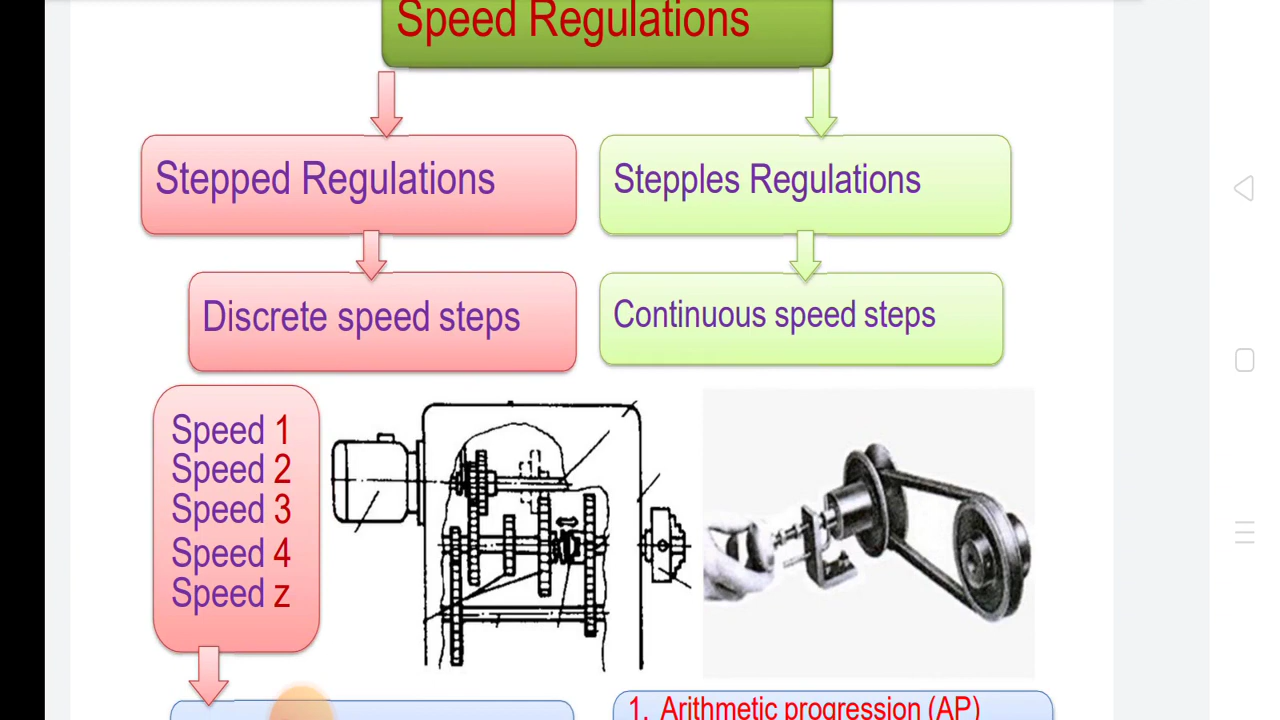 Speed Regulations
Stepped Regulations
Stepples Regulations
Discrete speed steps
Continuous speed steps
Speed 1
Speed 2
Speed 3
Speed 4
Speed z
1. Arithmetic progression (AP)